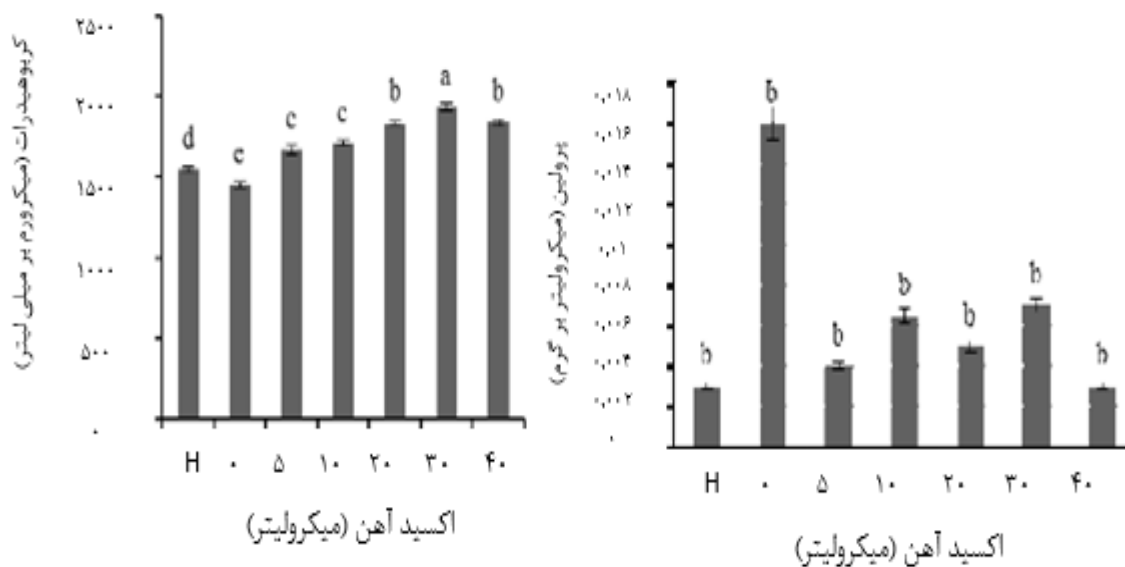 کربوهیدرات (میکرورم بر میلی لیتر)
۲۵۰۰
۲۰۰۰
۱۵۰۰
۱۰۰۰
۵۰۰
۰
d e c c b a b
H ۰ ۵ ۱۰ ۲۰ ۳۰ ۴۰
اکسید آهن (میکرولیتر)
پرولین (میکرولیتر بر گرم)
۰,۰۱۸
۰,۰۱۶
۰,۰۱۴
۰,۰۱۲
۰,۰۱
۰,۰۰۸
۰,۰۰۶
۰,۰۰۴
۰,۰۰۲
۰
b b b b b b b
H ۰ ۵ ۱۰ ۲۰ ۳۰ ۴۰
اکسید آهن (میکرولیتر)